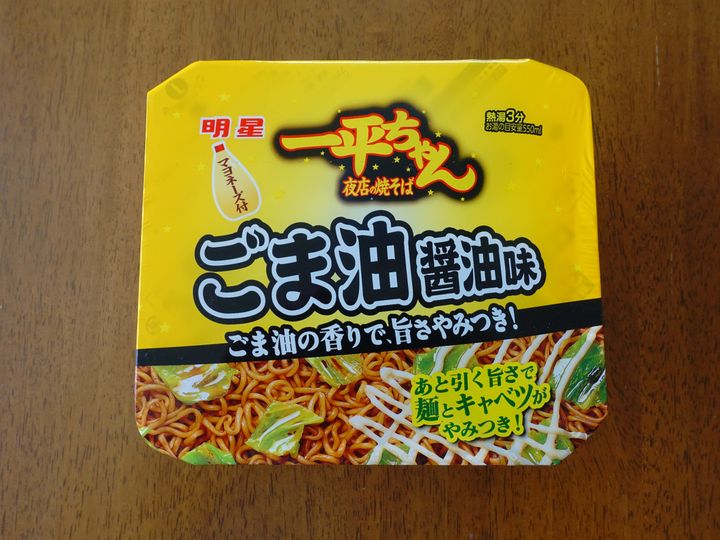 明星
マヨネーズ付
一平ちゃん
夜店の焼そば
熱湯3分
お湯の目安量550ml
ごま油 醤油味
ごま油の香りで、旨さやみつき!
あと引く旨さで
麺とキャベツが
やみつき!